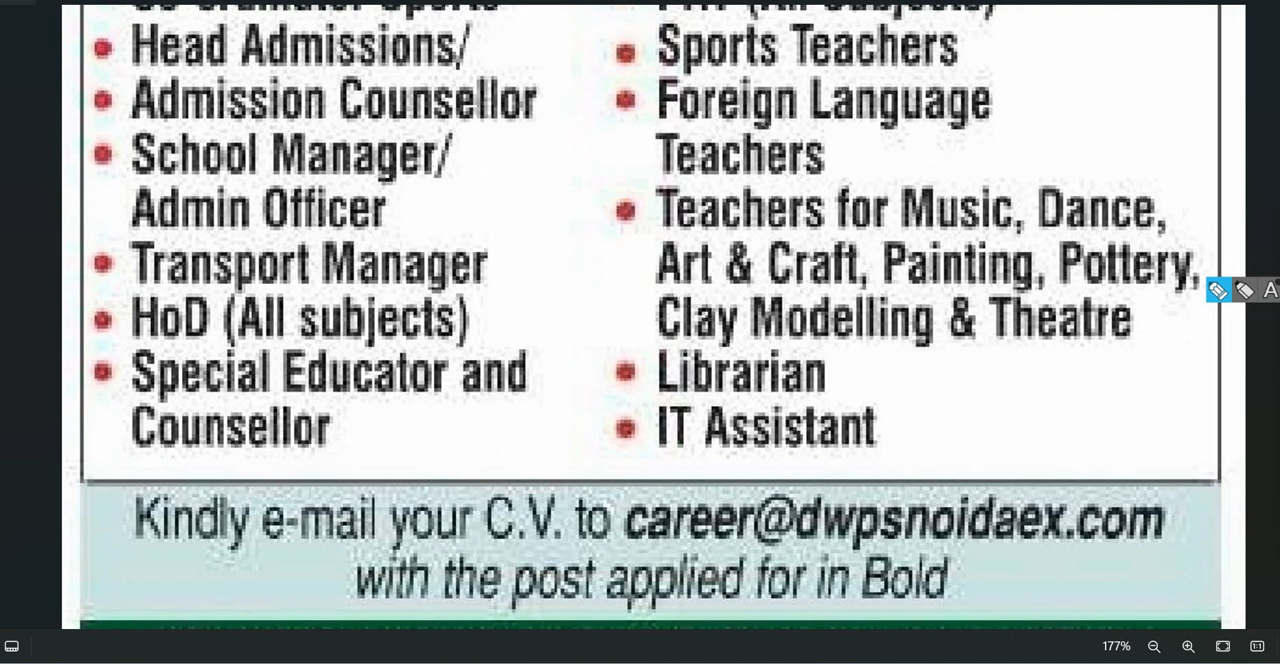 Head Admissions/
Admission Counsellor
School Manager/
Admin Officer
Transport Manager
HoD (All subjects)
Special Educator and
Counsellor
Sports Teachers
Foreign Language
Teachers
Teachers for Music, Dance,
Art & Craft, Painting, Pottery,
Clay Modelling & Theatre
Librarian
IT Assistant
Kindly e-mail your C.V. to career@dwpsnoidaex.com
with the post applied for in Bold
177%